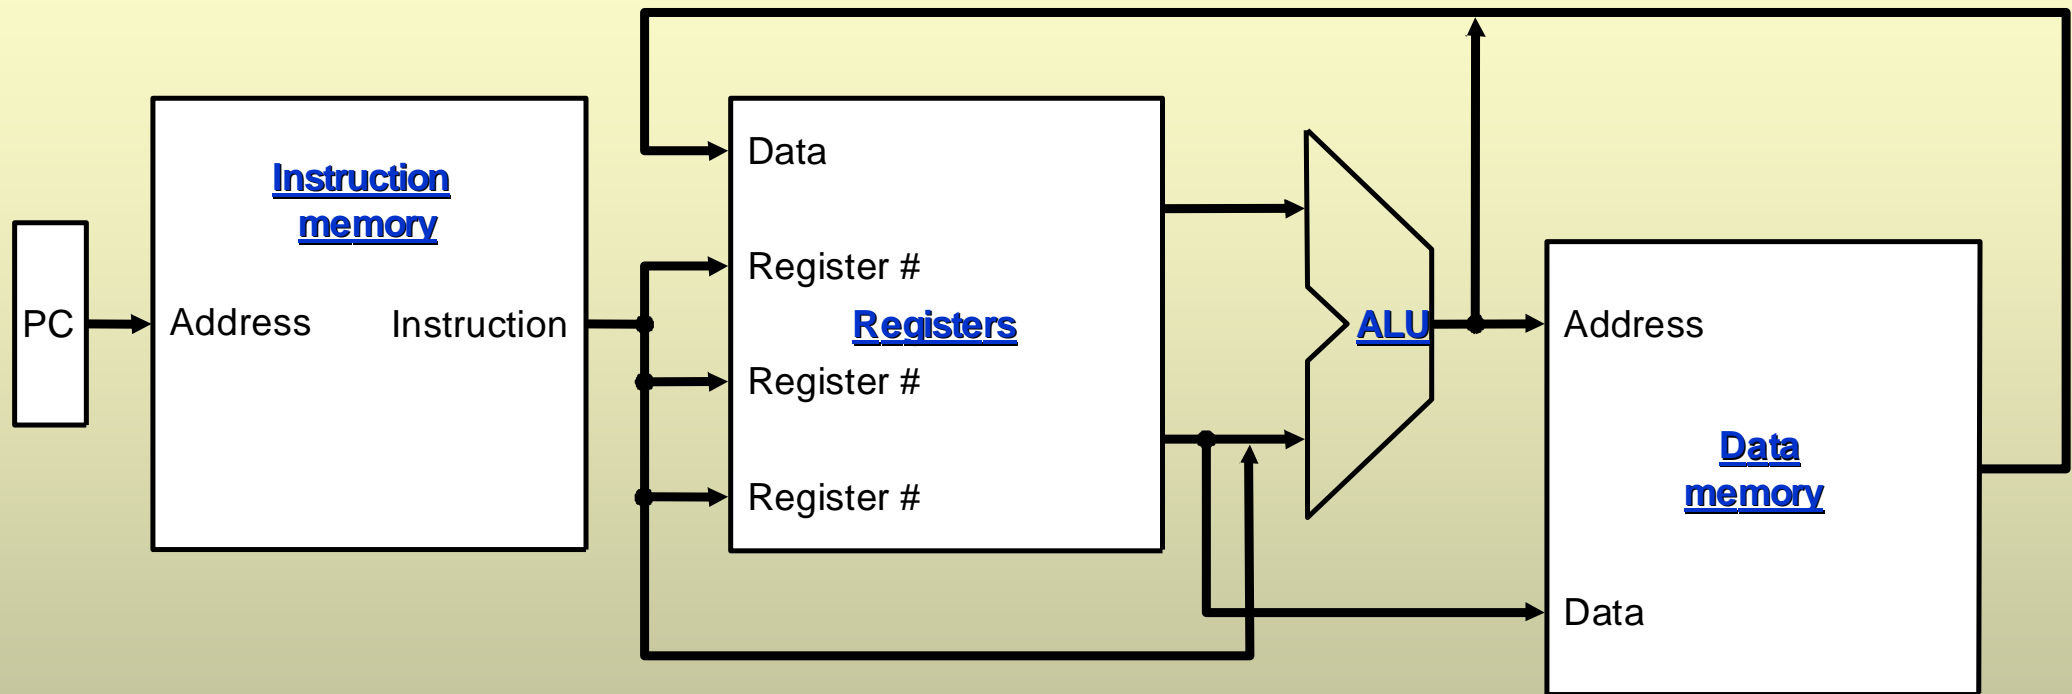 PC
Instruction
memory
Address
Instruction
Data
Register #
Registers
Register #
Register #
ALU
Address
Data
memory
Data